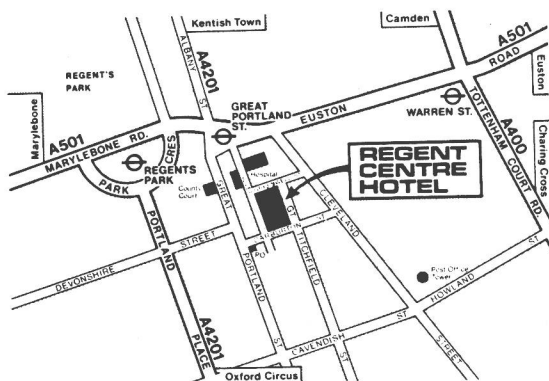 Kentish Town
Camden
A501
ROAD
Euston
ALBANY
ST
A4201
REGENT'S
PARK
GREAT
PORTLAND
ST.
EUSTON
WARREN ST.
TOTTENHAM COURT RD.
A400
Charing Cross
Marylebone
A501
MARYLEBONE RD.
REGENTS
PARK
PARK
CRES
County
Court
Hospital
REGENT
CENTRE
HOTEL
GREAT
PORTLAND
ST
GT
TITCHFIELD
ST
CLEVELAND
ST
DEVONSHIRE
STREET
PO
PORTLAND
PLACE
A4201
Post Office
Tower
HOWLAND
ST
CAVENDISH
ST
Oxford Circus